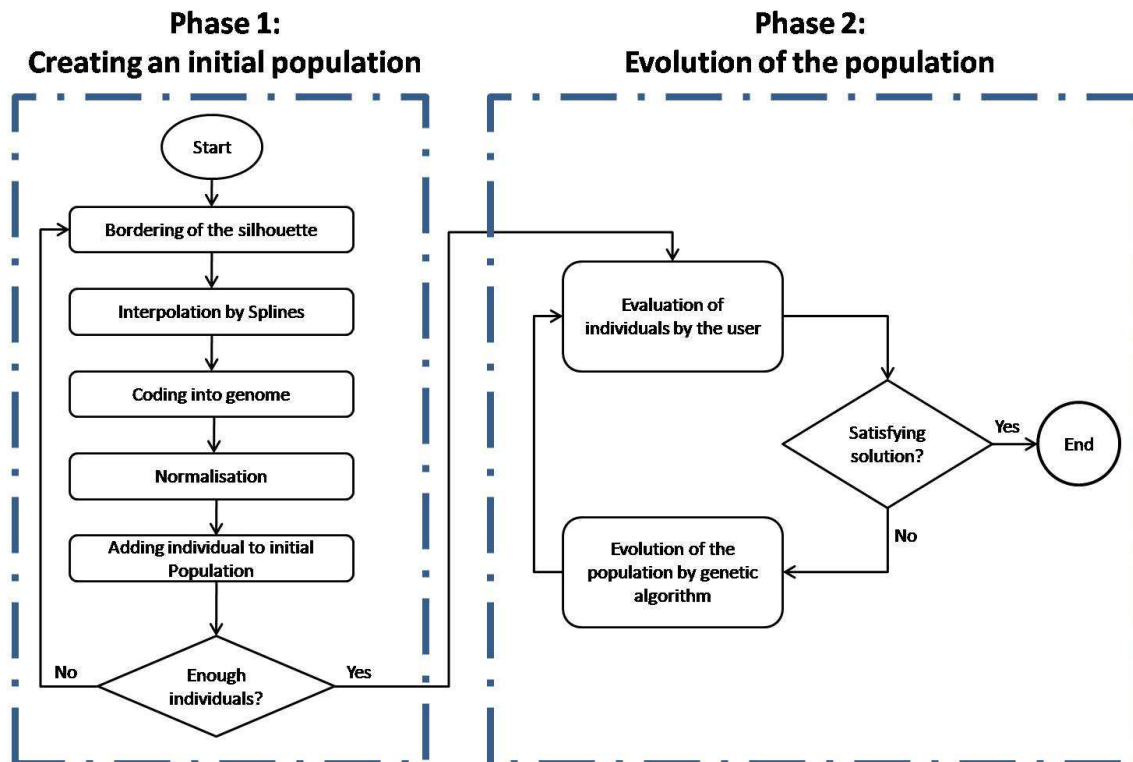 Phase 1:
Creating an initial population
Start
Bordering of the silhouette
Interpolation by Splines
Coding into genome
Normalisation
Adding individual to initial
Population
Enough
individuals?
No
Yes
Phase 2:
Evolution of the population
Evaluation of
individuals by the user
Satisfying
solution?
Yes
End
No
Evolution of the
population by genetic
algorithm